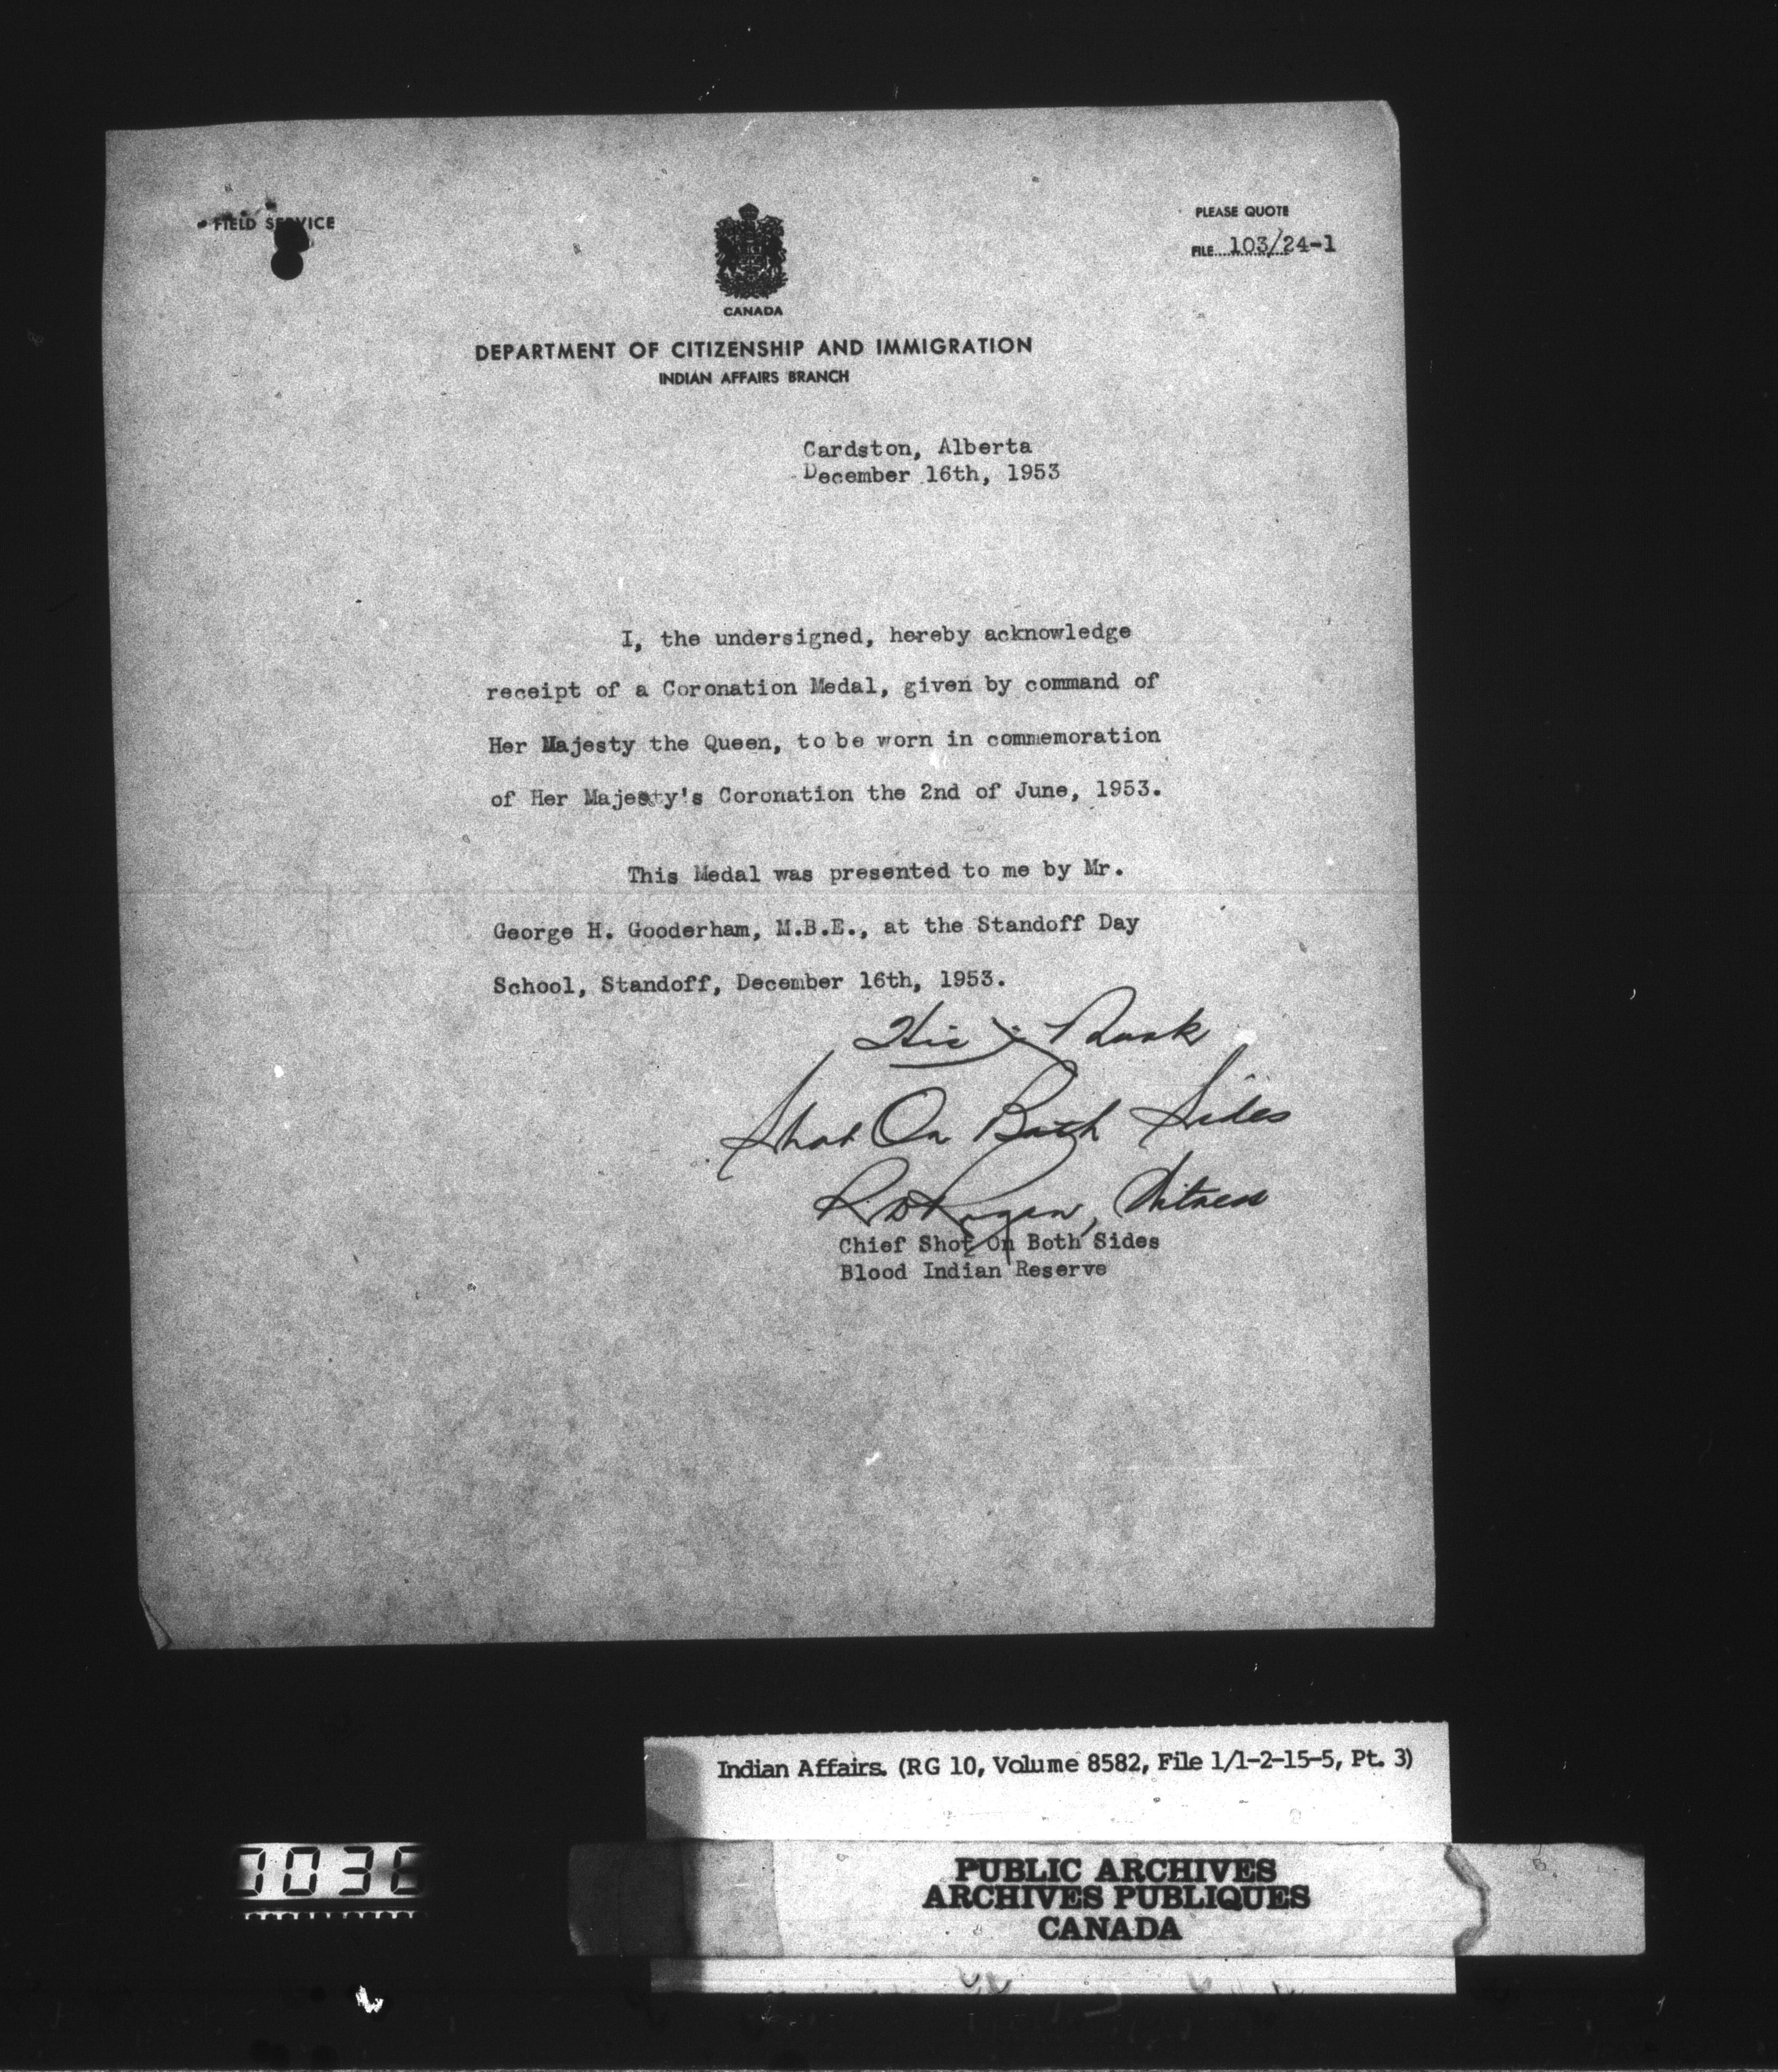 FIELD SERVICE
PLEASE QUOTE
FILE....103/24-1
CANADA
DEPARTMENT OF CITIZENSHIP AND IMMIGRATION
INDIAN AFFAIRS BRANCH
Cardston, Alberta
December 16th, 1953
I, the undersigned, hereby acknowledge
receipt of a Coronation Medal, given by command of
Her Majesty the Queen, to be worn in commemoration
of Her Majesty's Coronation the 2nd of June, 1953.
This Medal was presented to me by Mr.
George H. Gooderham, M.B.E., at the Standoff Day
School, Standoff, December 16th, 1953.
His X Mark
Shot On Both Sides
Ragan, Witness
Chief Shot On Both Sides
Blood Indian Reserve
Indian Affairs. (RG 10, Volume 8582, File 1/1-2-15-5, Pt. 3)
PUBLIC ARCHIVES
ARCHIVES PUBLIQUES
CANADA